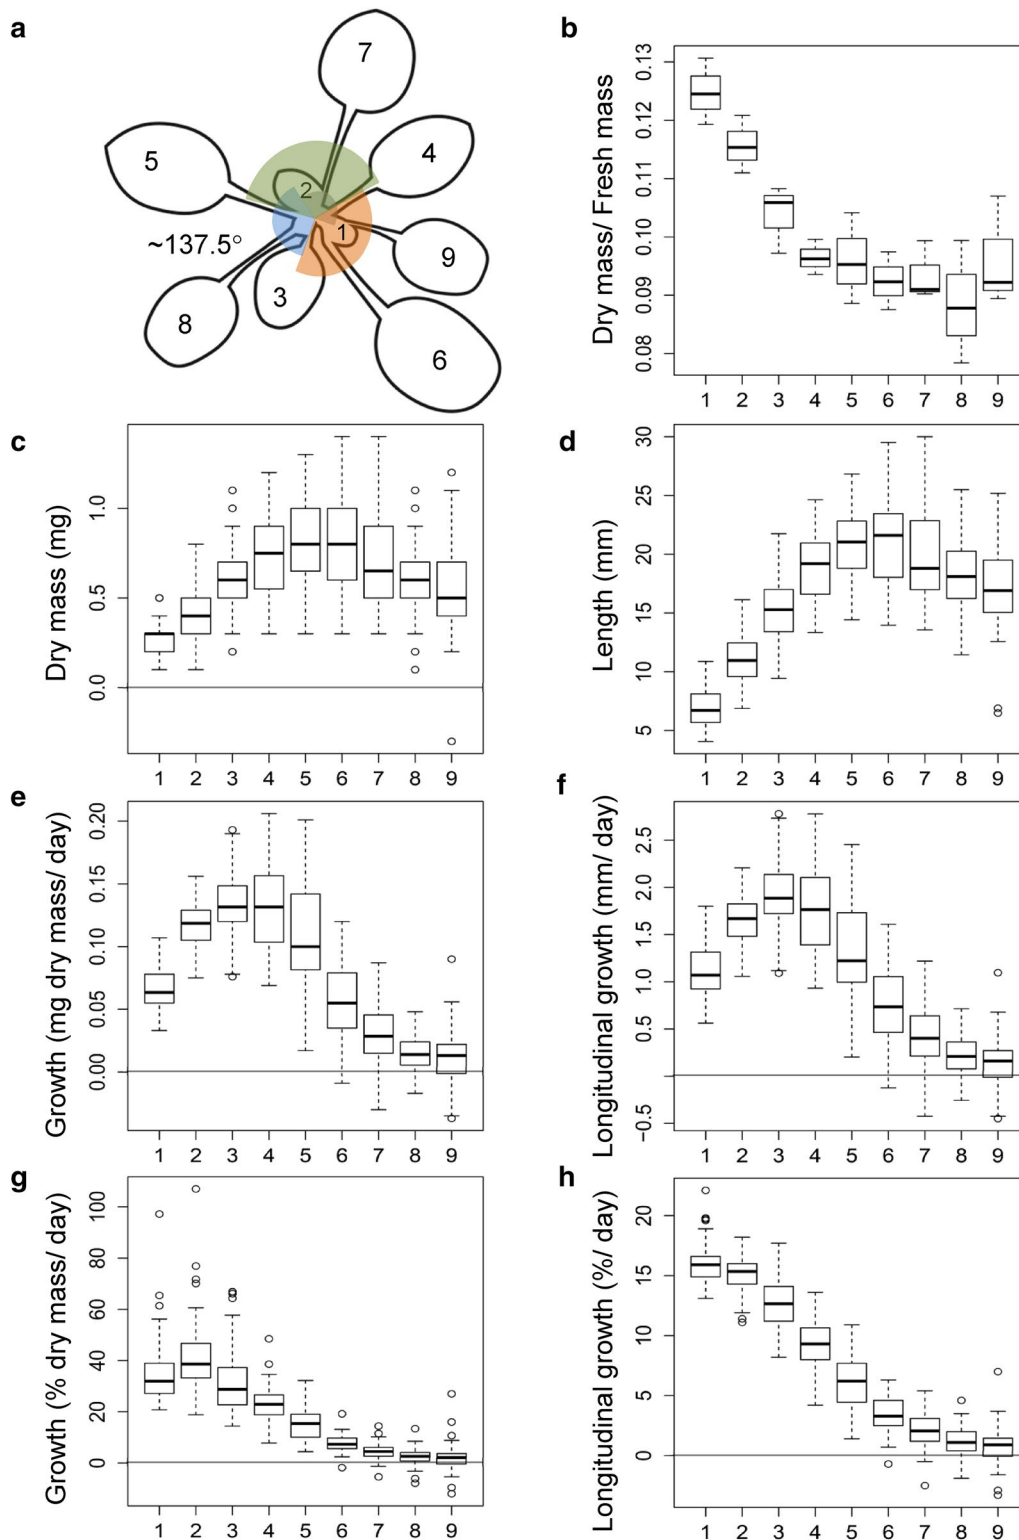 a
7
5
4
2
1
~137.5°
9
3
8
6
b
Dry mass/ Fresh mass
0.13
0.12
0.11
0.10
0.09
0.08
1 2 3 4 5 6 7 8 9
c
Dry mass (mg)
1.0
0.5
0.0
1 2 3 4 5 6 7 8 9
d
Length (mm)
30
25
20
15
10
5
1 2 3 4 5 6 7 8 9
e
Growth (mg dry mass/ day)
0.20
0.15
0.10
0.05
0.00
1 2 3 4 5 6 7 8 9
f
Longitudinal growth (mm/ day)
2.5
2.0
1.5
1.0
0.5
−0.5
1 2 3 4 5 6 7 8 9
g
Growth (% dry mass/ day)
100
80
60
40
20
0
1 2 3 4 5 6 7 8 9
h
Longitudinal growth (%/ day)
20
15
10
5
0
1 2 3 4 5 6 7 8 9